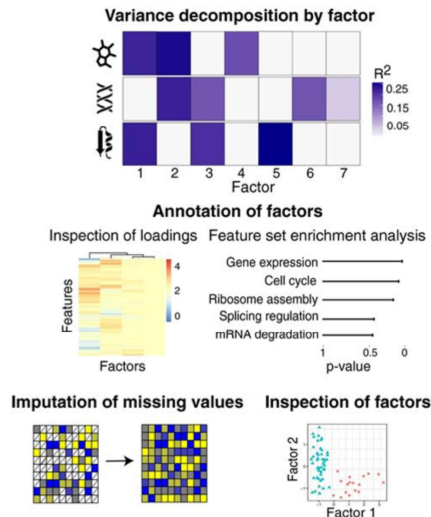 Variance decomposition by factor
R²
0.25
0.15
0.05
1 2 3 4 5 6 7
Factor
Annotation of factors
Inspection of loadings
Feature set enrichment analysis
Features
4
2
0
Factors
Gene expression
Cell cycle
Ribosome assembly
Splicing regulation
mRNA degradation
1 0.5 0
p-value
Imputation of missing values
Inspection of factors
Factor 2
Factor 1